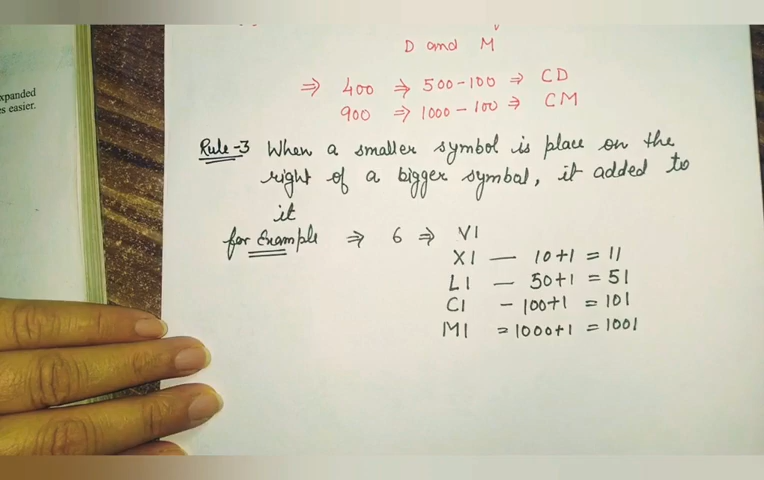 xpanded
es easier.
D and M
⇒ 400 ⇒ 500-100 ⇒ CD
900 ⇒ 1000-100 ⇒ CM
Rule-3 When a smaller symbol is place on the
right of a bigger symbol, it added to
it
for Example ⇒ 6 ⇒ VI
XI — 10+1 = 11
LI — 50+1 = 51
CI - 100+1 = 101
MI = 1000+1 = 1001